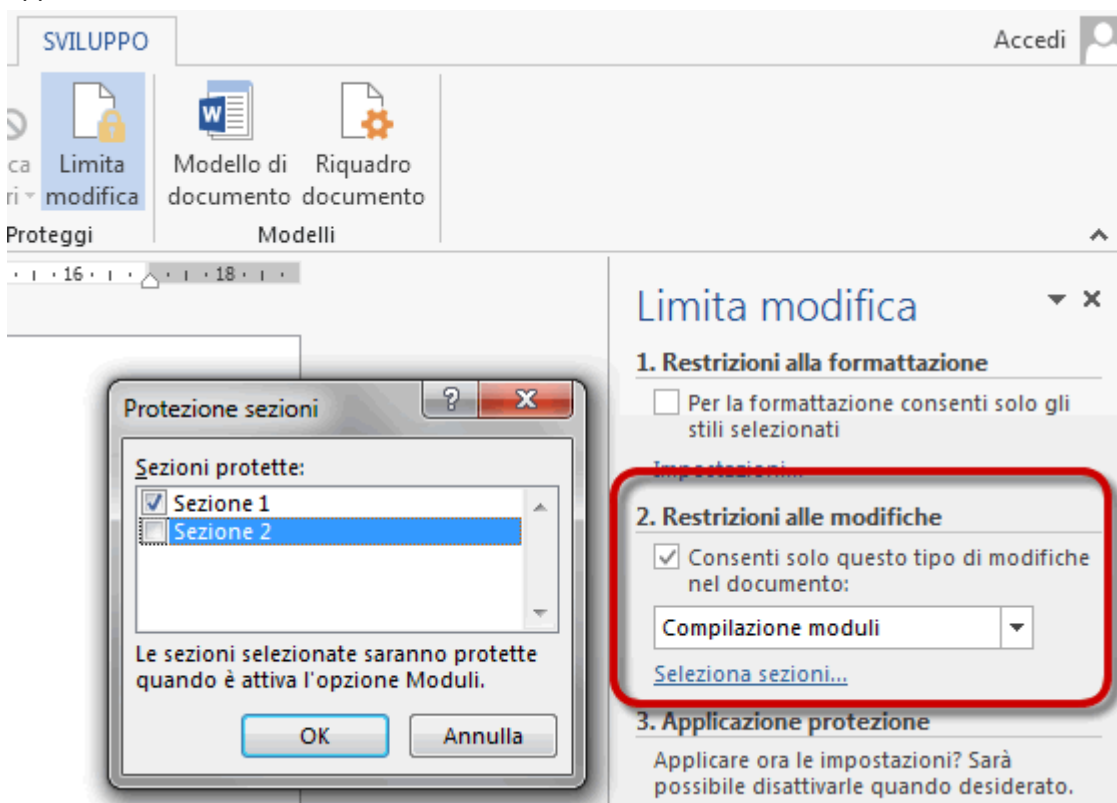 SVILUPPO
Accedi
ca
ri
Limita
modifica
Modello di
documento
Riquadro
documento
Proteggi
Modelli
16
18
Limita modifica
1. Restrizioni alla formattazione
Per la formattazione consenti solo gli
stili selezionati
Impostazioni...
2. Restrizioni alle modifiche
Consenti solo questo tipo di modifiche
nel documento:
Compilazione moduli
Seleziona sezioni...
3. Applicazione protezione
Applicare ora le impostazioni? Sarà
possibile disattivarle quando desiderato.
Protezione sezioni
?
Sezioni protette:
Sezione 1
Sezione 2
Le sezioni selezionate saranno protette
quando è attiva l'opzione Moduli.
OK
Annulla